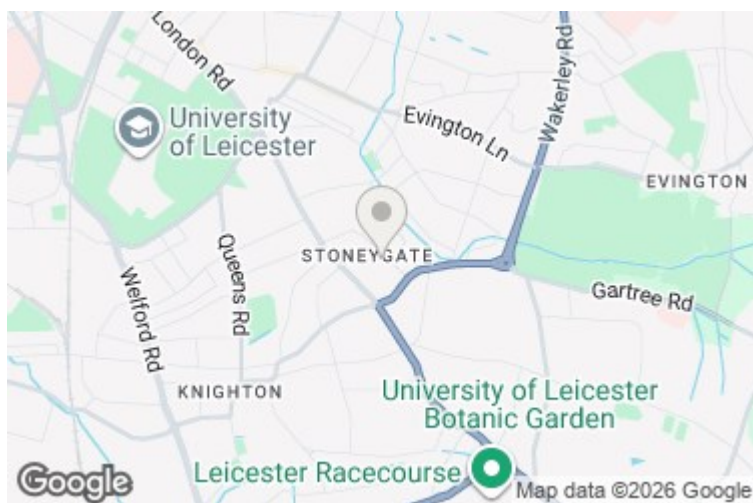 London Rd
University
of Leicester
Evington Ln
Wakerley Rd
EVINGTON
STONEYGATE
Queens Rd
Welford Rd
Gartree Rd
KNIGHTON
University of Leicester
Botanic Garden
Leicester Racecourse
Google
Map data ©2026 Google